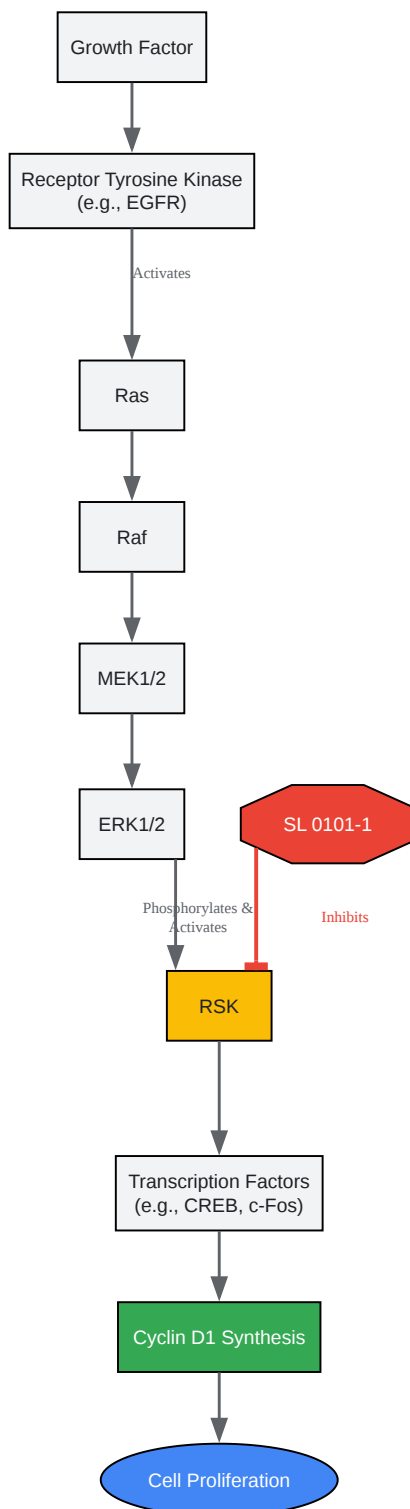 Growth Factor
Receptor Tyrosine Kinase
(e.g., EGFR)
Activates
Ras
Raf
MEK1/2
ERK1/2
SL 0101-1
Phosphorylates &
Activates
Inhibits
RSK
Transcription Factors
(e.g., CREB, c-Fos)
Cyclin D1 Synthesis
Cell Proliferation